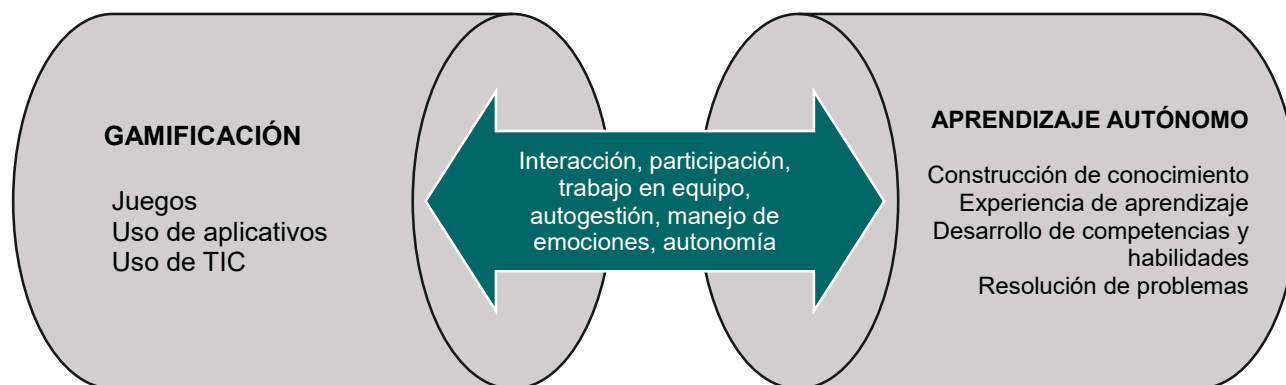 GAMIFICACIÓN
Juegos
Uso de aplicativos
Uso de TIC
Interacción, participación,
trabajo en equipo,
autogestión, manejo de
emociones, autonomía
APRENDIZAJE AUTÓNOMO
Construcción de conocimiento
Experiencia de aprendizaje
Desarrollo de competencias y
habilidades
Resolución de problemas